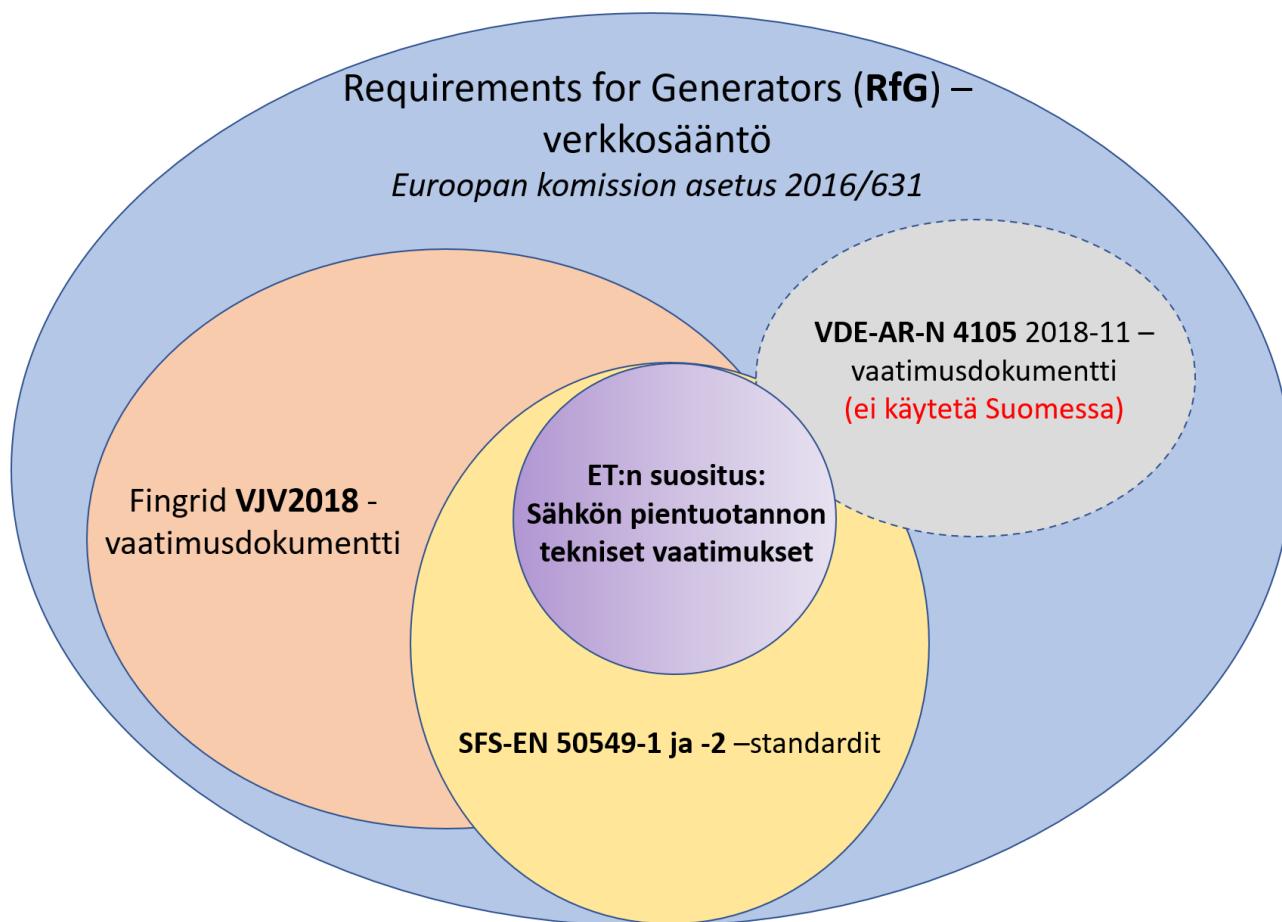 Requirements for Generators (RfG) –
verkkosääntö
Euroopan komission asetus 2016/631
VDE-AR-N 4105 2018-11 –
vaatimusdokumentti
(ei käytetä Suomessa)
Fingrid VJV2018 -
vaatimusdokumentti
ET:n suositus:
Sähkön pientuotannon
tekniset vaatimukset
SFS-EN 50549-1 ja -2 –standardit